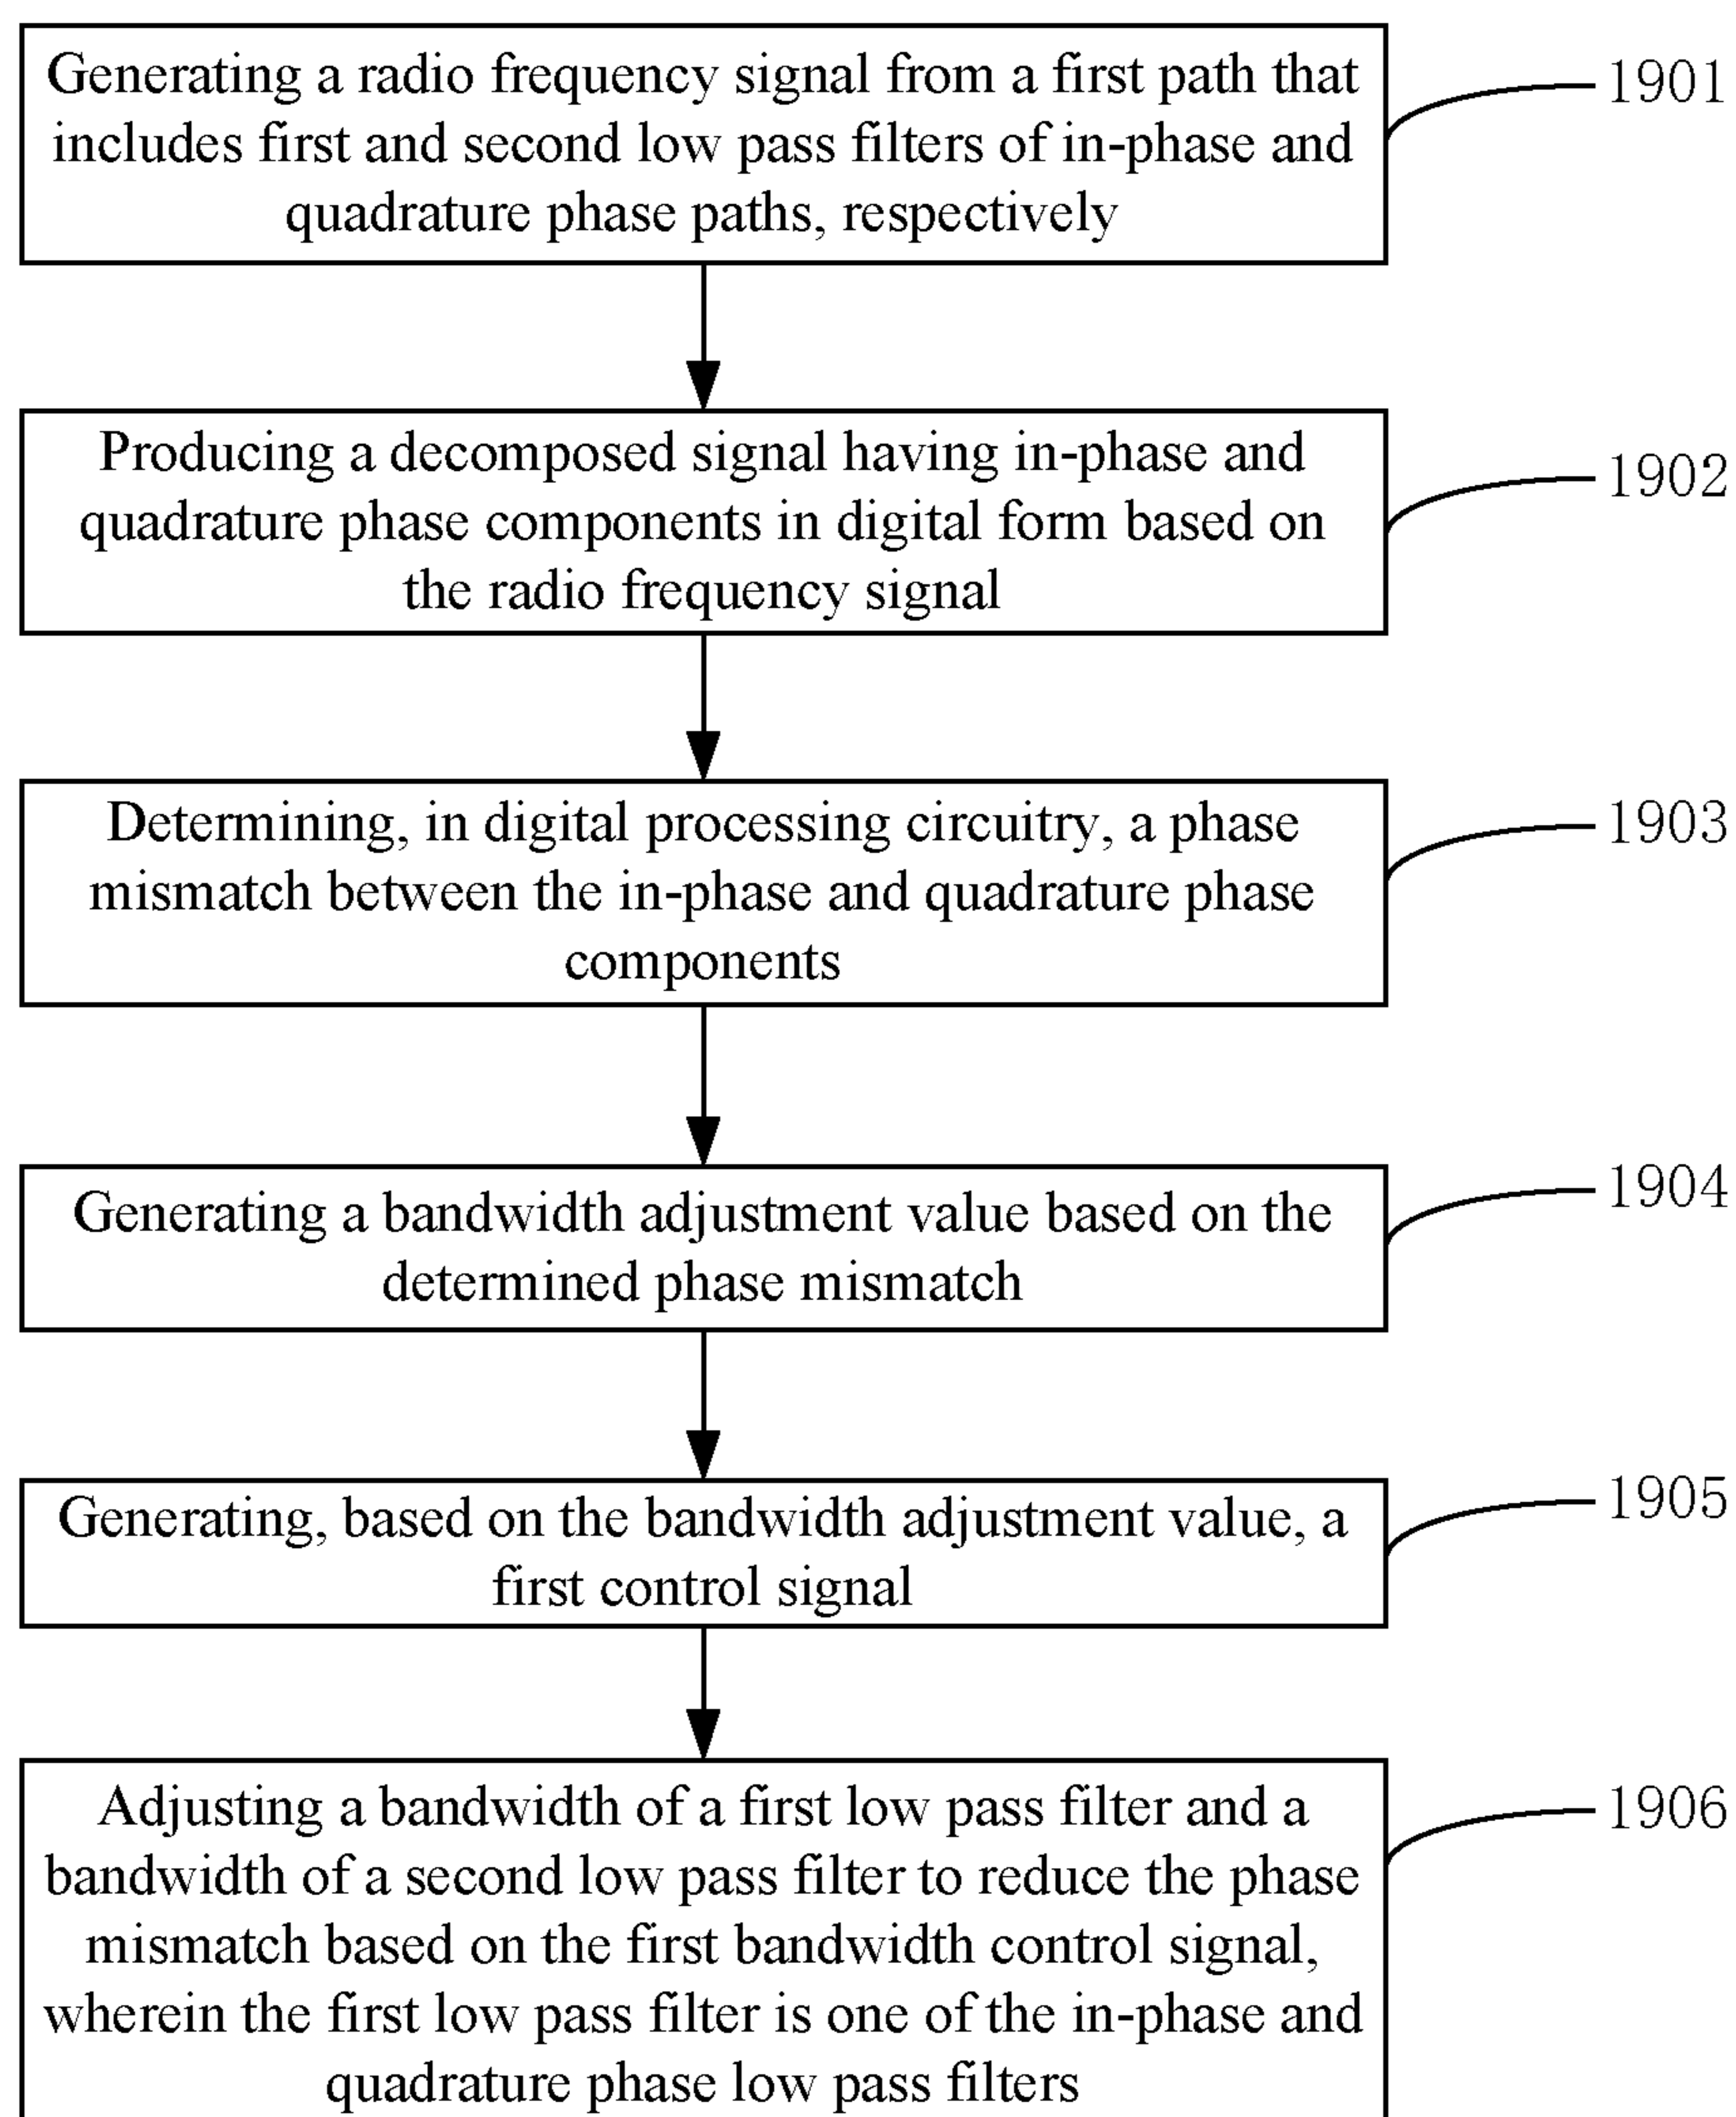 Generating a radio frequency signal from a first path that
includes first and second low pass filters of in-phase and
quadrature phase paths, respectively
1901
Producing a decomposed signal having in-phase and
quadrature phase components in digital form based on
the radio frequency signal
1902
Determining, in digital processing circuitry, a phase
mismatch between the in-phase and quadrature phase
components
1903
Generating a bandwidth adjustment value based on the
determined phase mismatch
1904
Generating, based on the bandwidth adjustment value, a
first control signal
1905
Adjusting a bandwidth of a first low pass filter and a
bandwidth of a second low pass filter to reduce the phase
mismatch based on the first bandwidth control signal,
wherein the first low pass filter is one of the in-phase and
quadrature phase low pass filters
1906